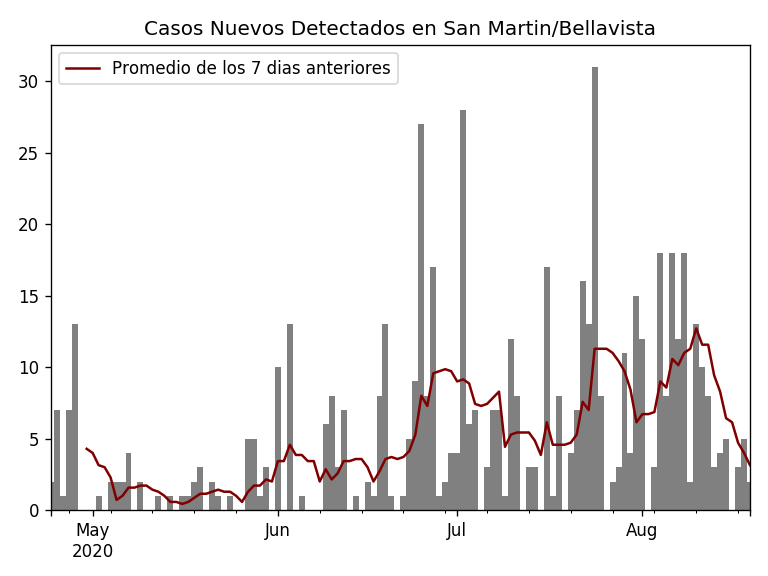 Casos Nuevos Detectados en San Martin/Bellavista
Promedio de los 7 dias anteriores
30
25
20
15
10
5
0
May
2020
Jun
Jul
Aug